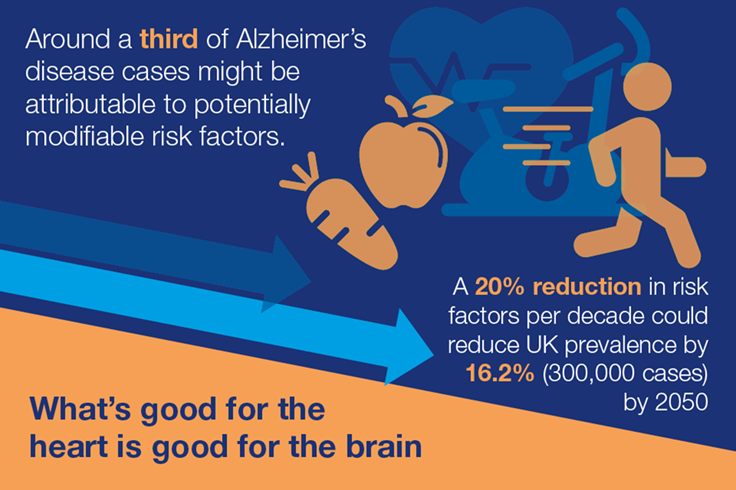 Around a third of Alzheimer's
disease cases might be
attributable to potentially
modifiable risk factors.
A 20% reduction in risk
factors per decade could
reduce UK prevalence by
16.2% (300,000 cases)
by 2050
What's good for the
heart is good for the brain